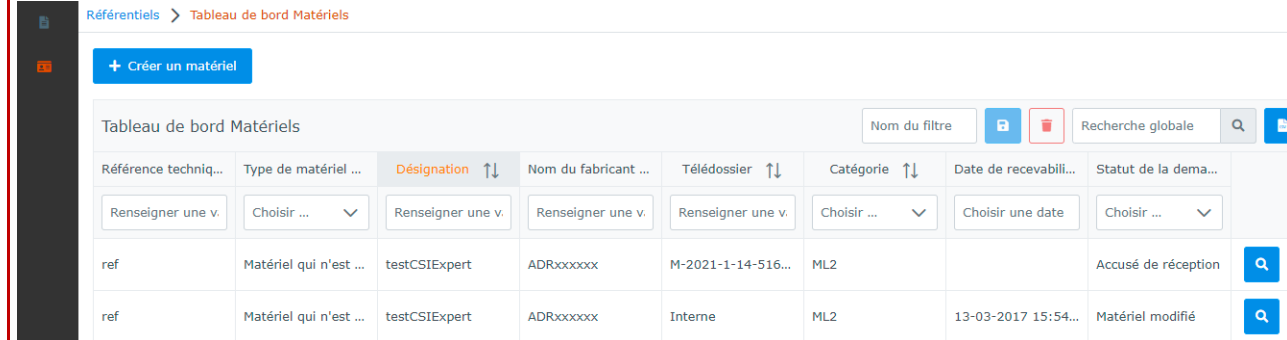 Référentiels > Tableau de bord Matériels
+ Créer un matériel
Tableau de bord Matériels Nom du filtre Recherche globale
Référence techniq... Type de matériel ... Désignation Nom du fabricant ... Télédossier Catégorie Date de recevabili... Statut de la dema...
Renseigner une v Choisir ... Renseigner une v Renseigner une v Renseigner une v Choisir ... Choisir une date Choisir ...
ref Matériel qui n'est ... testCSIExpert ADRxxxxxx M-2021-1-14-516... ML2 Accusé de réception
ref Matériel qui n'est ... testCSIExpert ADRxxxxxx Interne ML2 13-03-2017 15:54... Matériel modifié